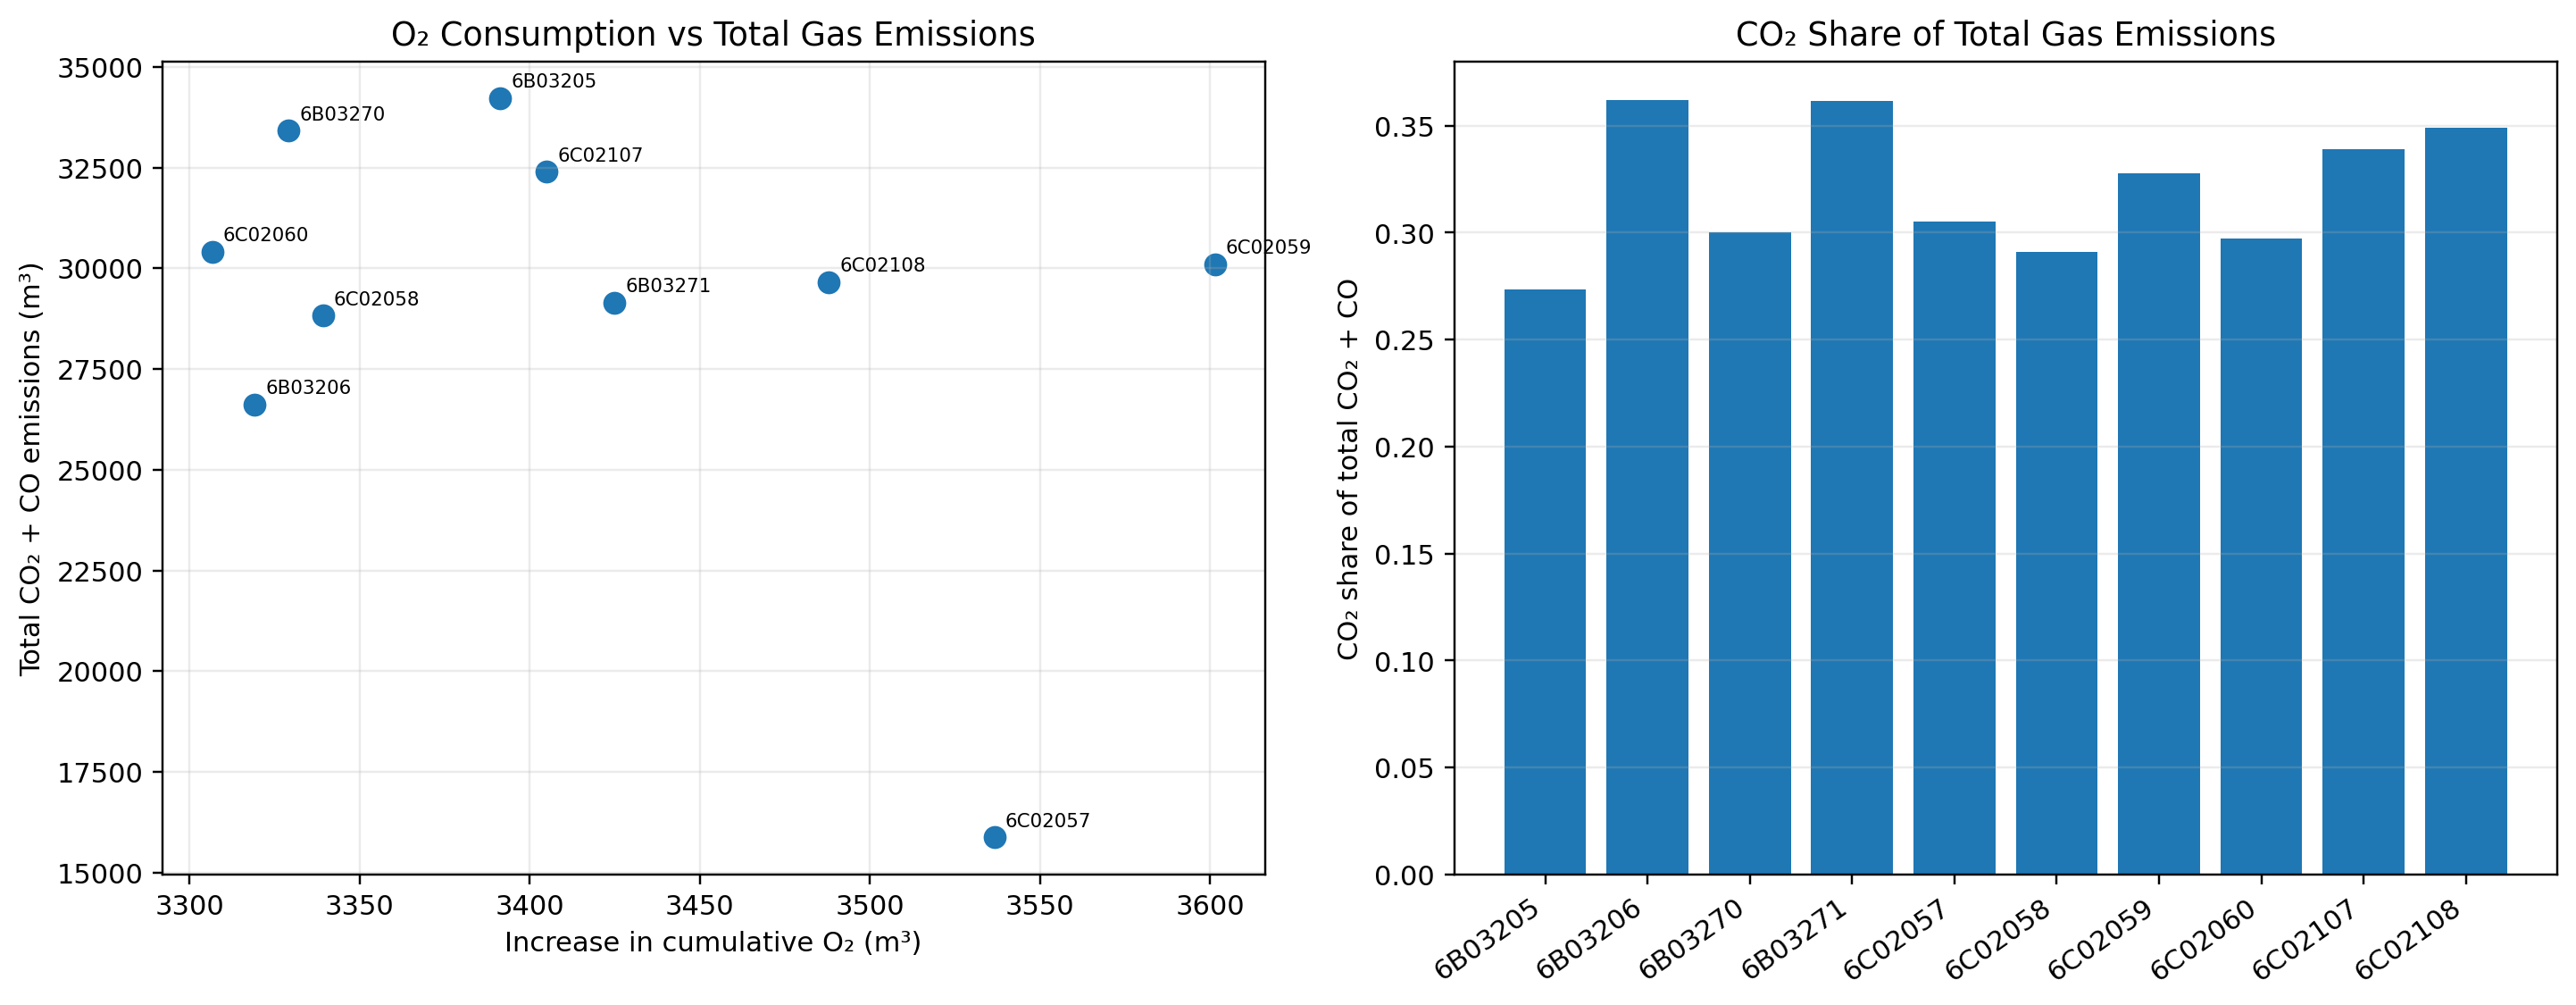 O₂ Consumption vs Total Gas Emissions
Total CO₂ + CO emissions (m³)
35000
32500
30000
27500
25000
22500
20000
17500
15000
6B03205
6B03270
6C02107
6C02060
6C02059
6C02108
6B03271
6C02058
6B03206
6C02057
3300
3350
3400
3450
3500
3550
3600
Increase in cumulative O₂ (m³)
CO₂ Share of Total Gas Emissions
CO₂ share of total CO₂ + CO
0.35
0.30
0.25
0.20
0.15
0.10
0.05
0.00
6B03205
6B03206
6B03270
6B03271
6C02057
6C02058
6C02059
6C02060
6C02107
6C02108